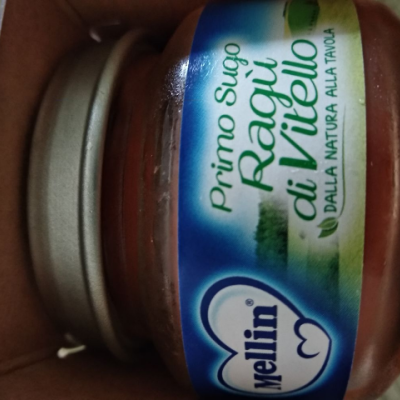 Mellin®
Primo Sugo
Ragù
di Vitello
DALLA NATURA ALLA TAVOLA